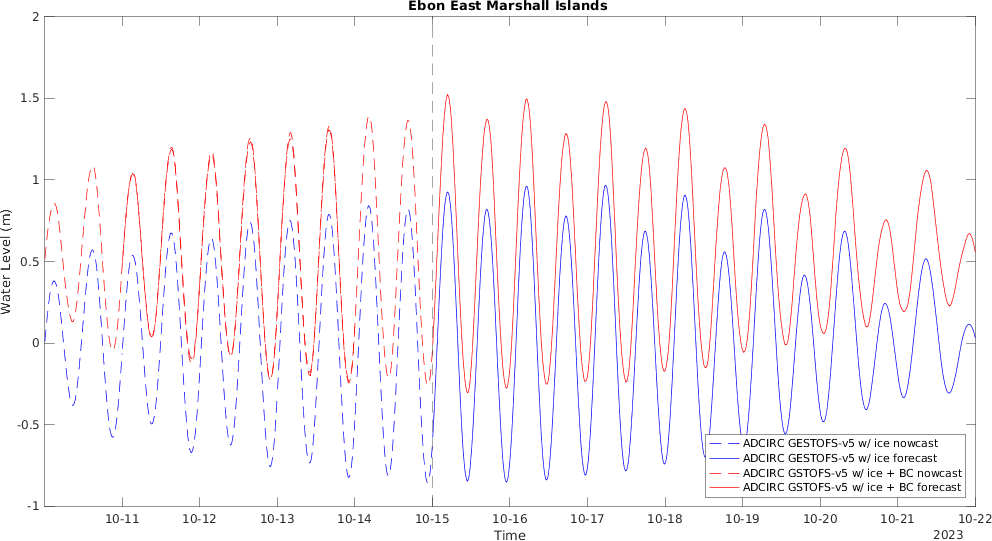 Ebon East Marshall Islands
Water Level (m)
2
1.5
1
0.5
0
-0.5
-1
10-11
10-12
10-13
10-14
10-15
10-16
10-17
10-18
10-19
10-20
10-21
10-22
Time
2023
ADCIRC GESTOFS-v5 w/ ice nowcast
ADCIRC GESTOFS-v5 w/ ice forecast
ADCIRC GSTOFS-v5 w/ ice + BC nowcast
ADCIRC GSTOFS-v5 w/ ice + BC forecast